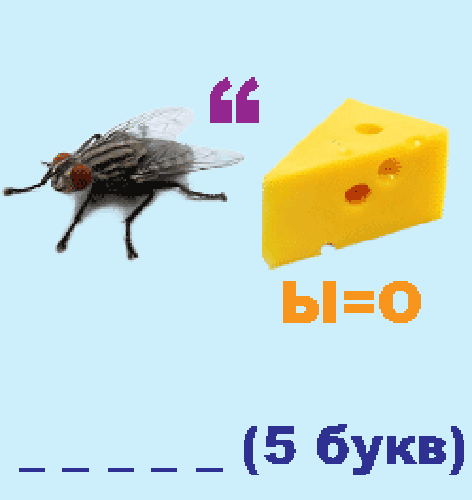 “
ы=о
_ _ _ _ _ (5 букв)